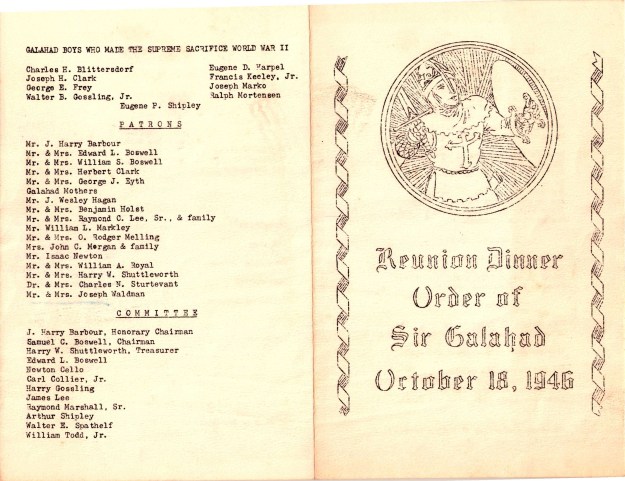 GALAHAD BOYS WHO MADE THE SUPREME SACRIFICE WORLD WAR II
Charles H. Blittersdorf
Joseph H. Clark
George E. Frey
Walter B. Gossling, Jr.
Eugene D. Harpel
Francis Keeley, Jr.
Joseph Marko
Ralph Mortensen
Eugene P. Shipley
PATRONS
Mr. J. Harry Barbour
Mr. & Mrs. Edward L. Boswell
Mr. & Mrs. William S. Boswell
Mr. & Mrs. Herbert Clark
Mr. & Mrs. George J. Eyth
Galahad Mothers
Mr. J. Wesley Hagan
Mr. & Mrs. Benjamin Holst
Mr. & Mrs. Raymond C. Lee, Sr., & family
Mr. William L. Markley
Mr. & Mrs. O. Rodger Melling
Mrs. John C. Morgan & family
Mr. Isaac Newton
Mr. & Mrs. William A. Royal
Mr. & Mrs. Harry W. Shuttleworth
Dr. & Mrs. Charles N. Sturtevant
Mr. & Mrs. Joseph Waldman
COMMITTEE
J. Harry Barbour, Honorary Chairman
Samuel C. Boswell, Chairman
Harry W. Shuttleworth, Treasurer
Edward L. Boswell
Newton Cello
Carl Collier, Jr.
Harry Gossling
James Lee
Raymond Marshall, Sr.
Arthur Shipley
Walter E. Spathelf
William Todd, Jr.
Reunion Dinner
Order of
Sir Galahad
October 18, 1946